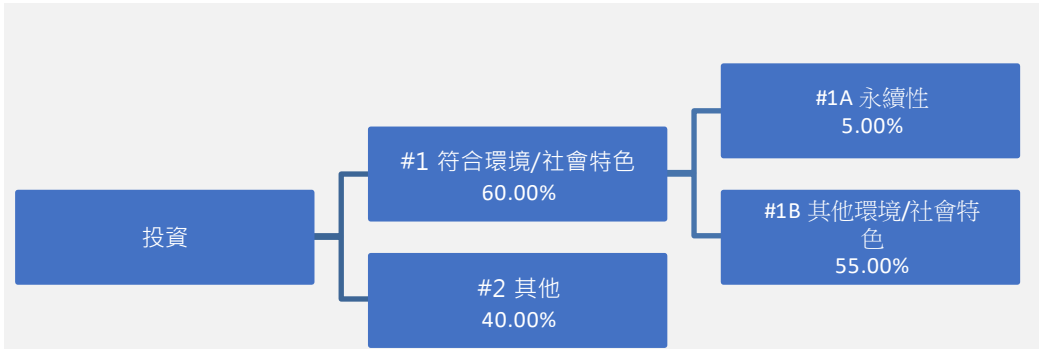 投資
#1 符合環境/社會特色
60.00%
#2 其他
40.00%
#1A 永續性
5.00%
#1B 其他環境/社會特
色
55.00%